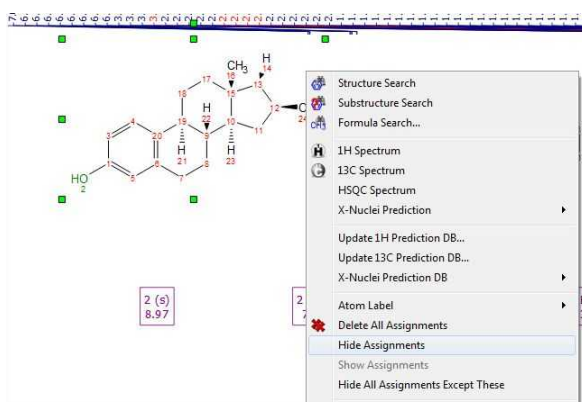 CH3
H
HO
H
H
H
16
14
17
13
18
15
12
24
22
4
19
10
11
3
20
9
21
23
1
6
8
2
5
7
2 (s)
8.97
2
7
Structure Search
Substructure Search
Formula Search...
1H Spectrum
13C Spectrum
HSQC Spectrum
X-Nuclei Prediction
Update 1H Prediction DB...
Update 13C Prediction DB...
X-Nuclei Prediction DB
Atom Label
Delete All Assignments
Hide Assignments
Show Assignments
Hide All Assignments Except These